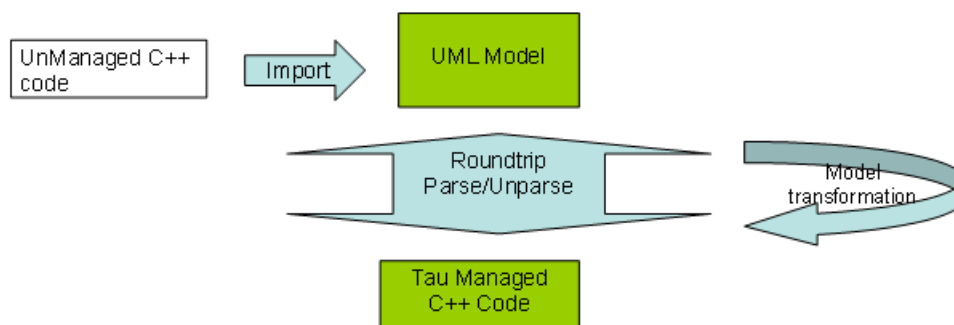 UnManaged C++
code
Import
UML Model
Roundtrip
Parse/Unparse
Model
transformation
Tau Managed
C++ Code